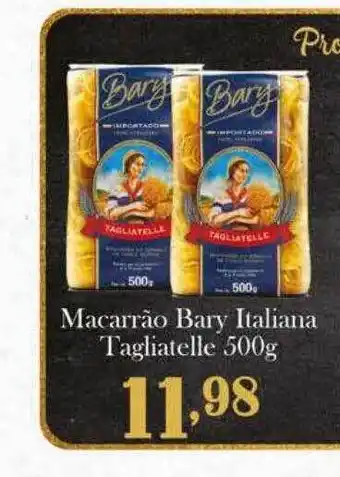 Pro
Bary
IMPORTADO
TAGLIATELLE
500g
Bary
IMPORTADO
TAGLIATELLE
500g
Macarrão Bary Italiana
Tagliatelle 500g
11,98